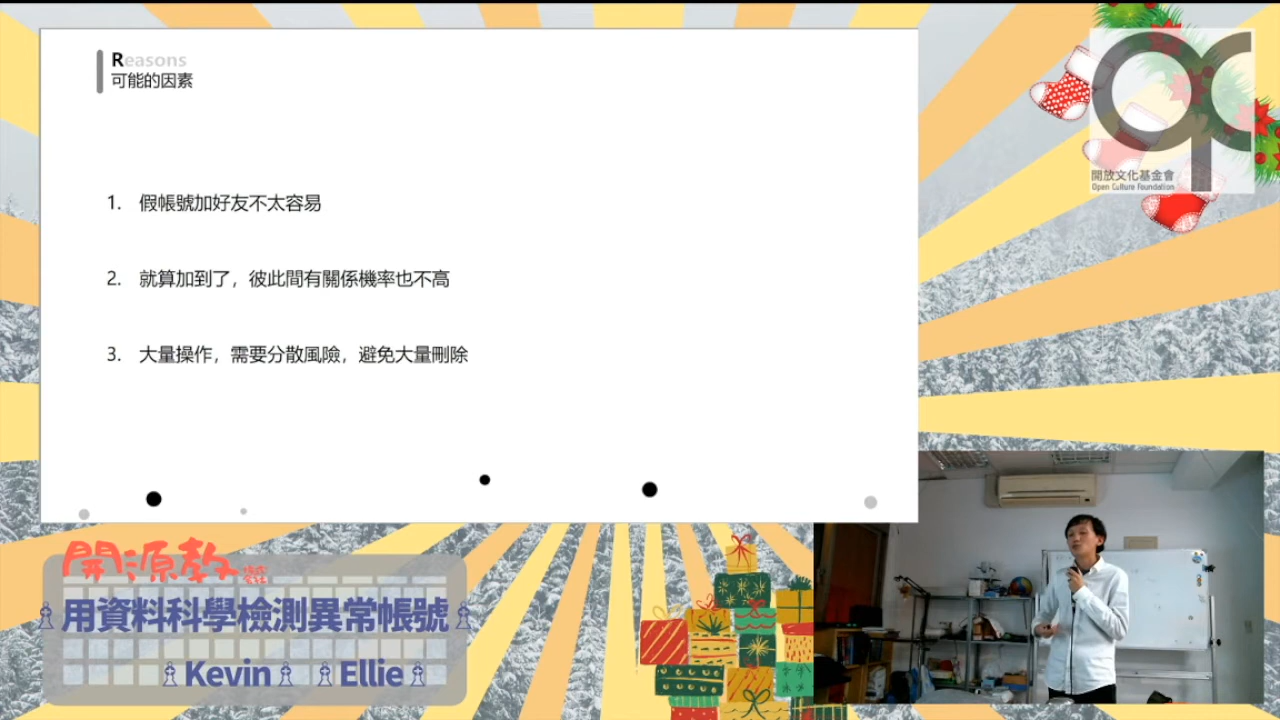 Reasons
可能的因素
1. 假帳號加好友不太容易
2. 就算加到了，彼此間有關係機率也不高
3. 大量操作，需要分散風險，避免大量刪除
開放文化基金會
Open Culture Foundation
開源教
用資料科學檢測異常帳號
Kevin Ellie